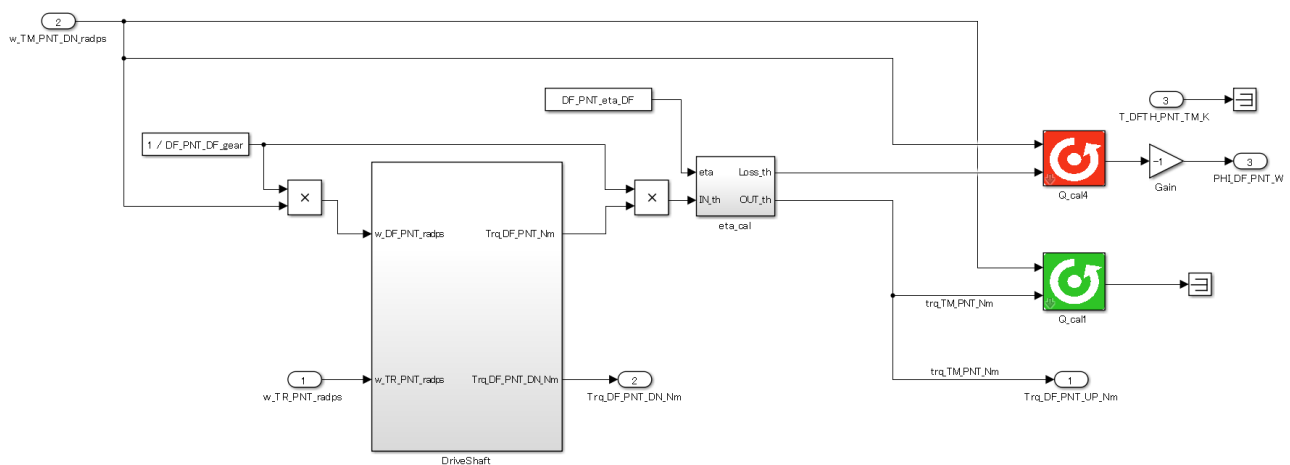 2
w_TM_PNT_DN_radps
DF_PNT_eta_DF
3
T_DFTH_PNT_TM_K
1 / DF_PNT_DF_gear
×
×
eta
Loss_th
IN_th
OUT_th
eta_cal
Q_cal4
-1
Gain
3
PHI_DF_PNT_W
w_DF_PNT_radps
Trq_DF_PNT_Nm
trq_TM_PNT_Nm
Q_cal1
1
w_TR_PNT_radps
w_TR_PNT_radps
Trq_DF_PNT_DN_Nm
2
Trq_DF_PNT_DN_Nm
trq_TM_PNT_Nm
1
Trq_DF_PNT_UP_Nm
DriveShaft